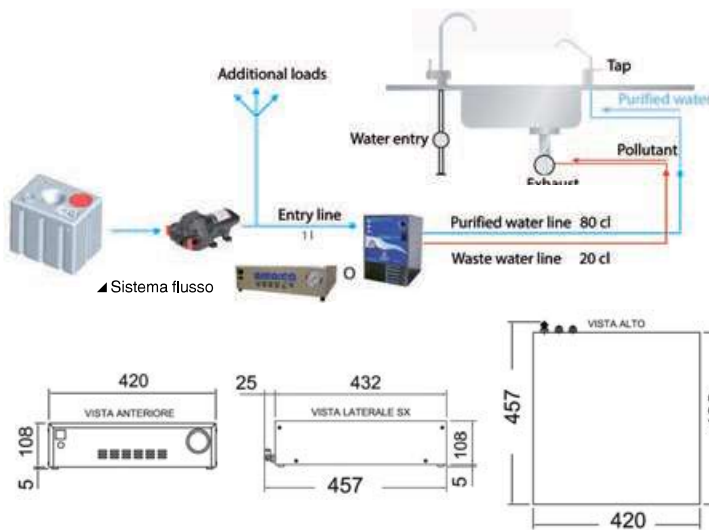 Additional loads
Tap
Purified water
Water entry
Pollutant
Exhaust
Entry line
1 l
Purified water line 80 cl
Waste water line 20 cl
◢ Sistema flusso
O
VISTA ALTO
420
25
432
457
VISTA ANTERIORE
VISTA LATERALE SX
108
5
108
5
457
420